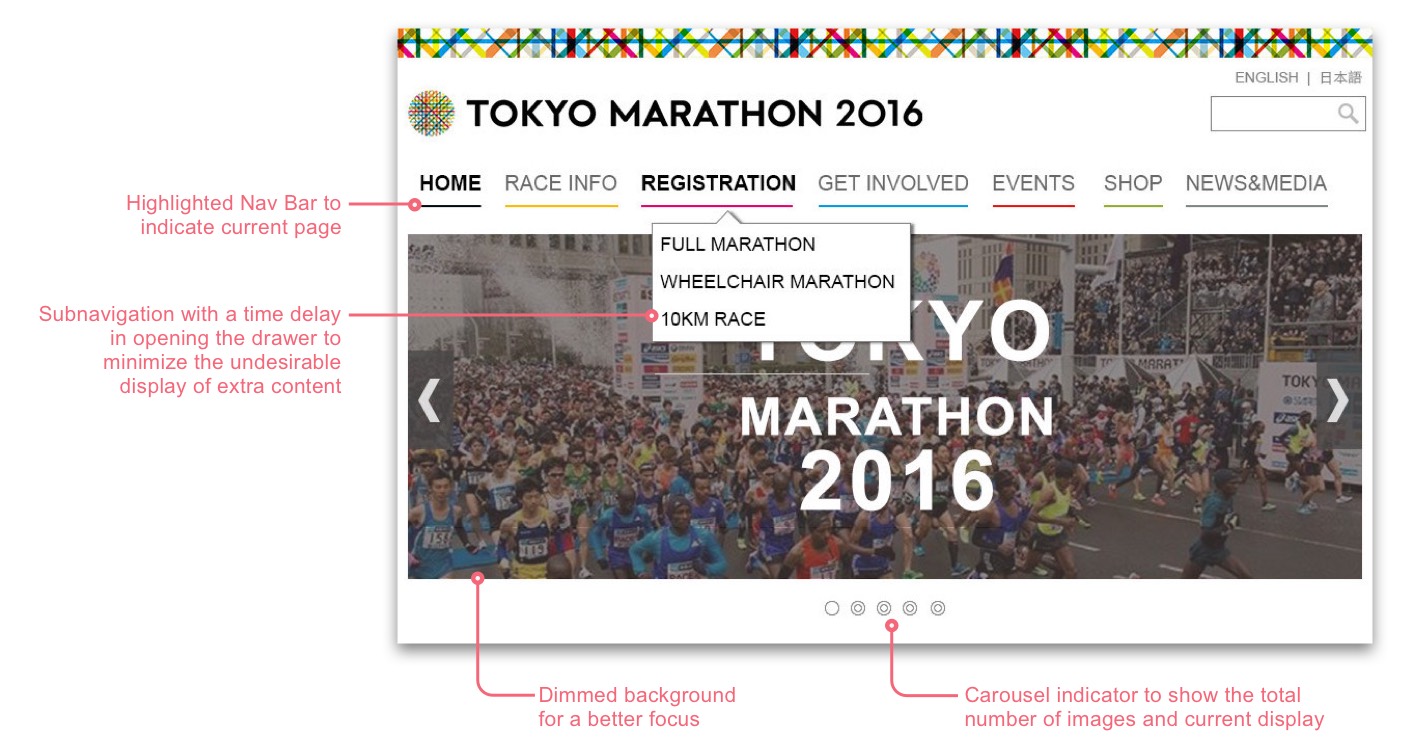 ENGLISH | 日本語
TOKYO MARATHON 2016
HOME RACE INFO REGISTRATION GET INVOLVED EVENTS SHOP NEWS&MEDIA
Highlighted Nav Bar to
indicate current page
FULL MARATHON
WHEELCHAIR MARATHON
10KM RACE
Subnavigation with a time delay
in opening the drawer to
minimize the undesirable
display of extra content
TOKYO
MARATHON
2016
Dimmed background
for a better focus
Carousel indicator to show the total
number of images and current display